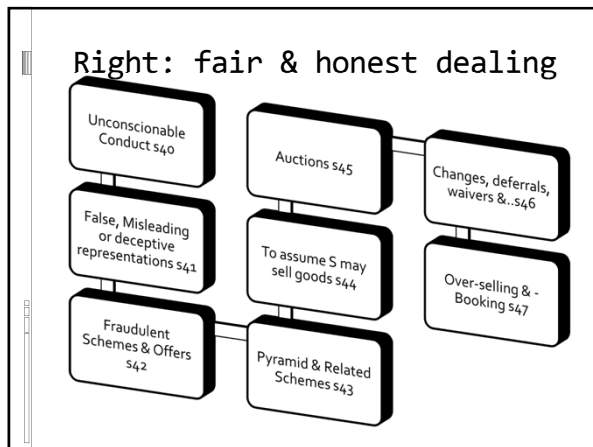 Right: fair & honest dealing
Unconscionable
Conduct s40
False, Misleading
or deceptive
representations s41
Fraudulent
Schemes & Offers
s42
Pyramid & Related
Schemes s43
To assume S may
sell goods s44
Auctions s45
Changes, deferrals,
waivers &..s46
Over-selling & -
Booking s47